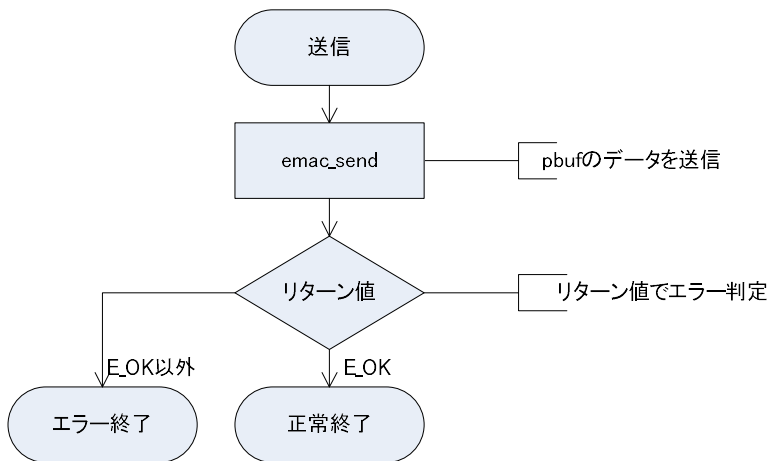 送信
emac_send
pbufのデータを送信
リターン値
リターン値でエラー判定
E_OK以外
E_OK
エラー終了
正常終了